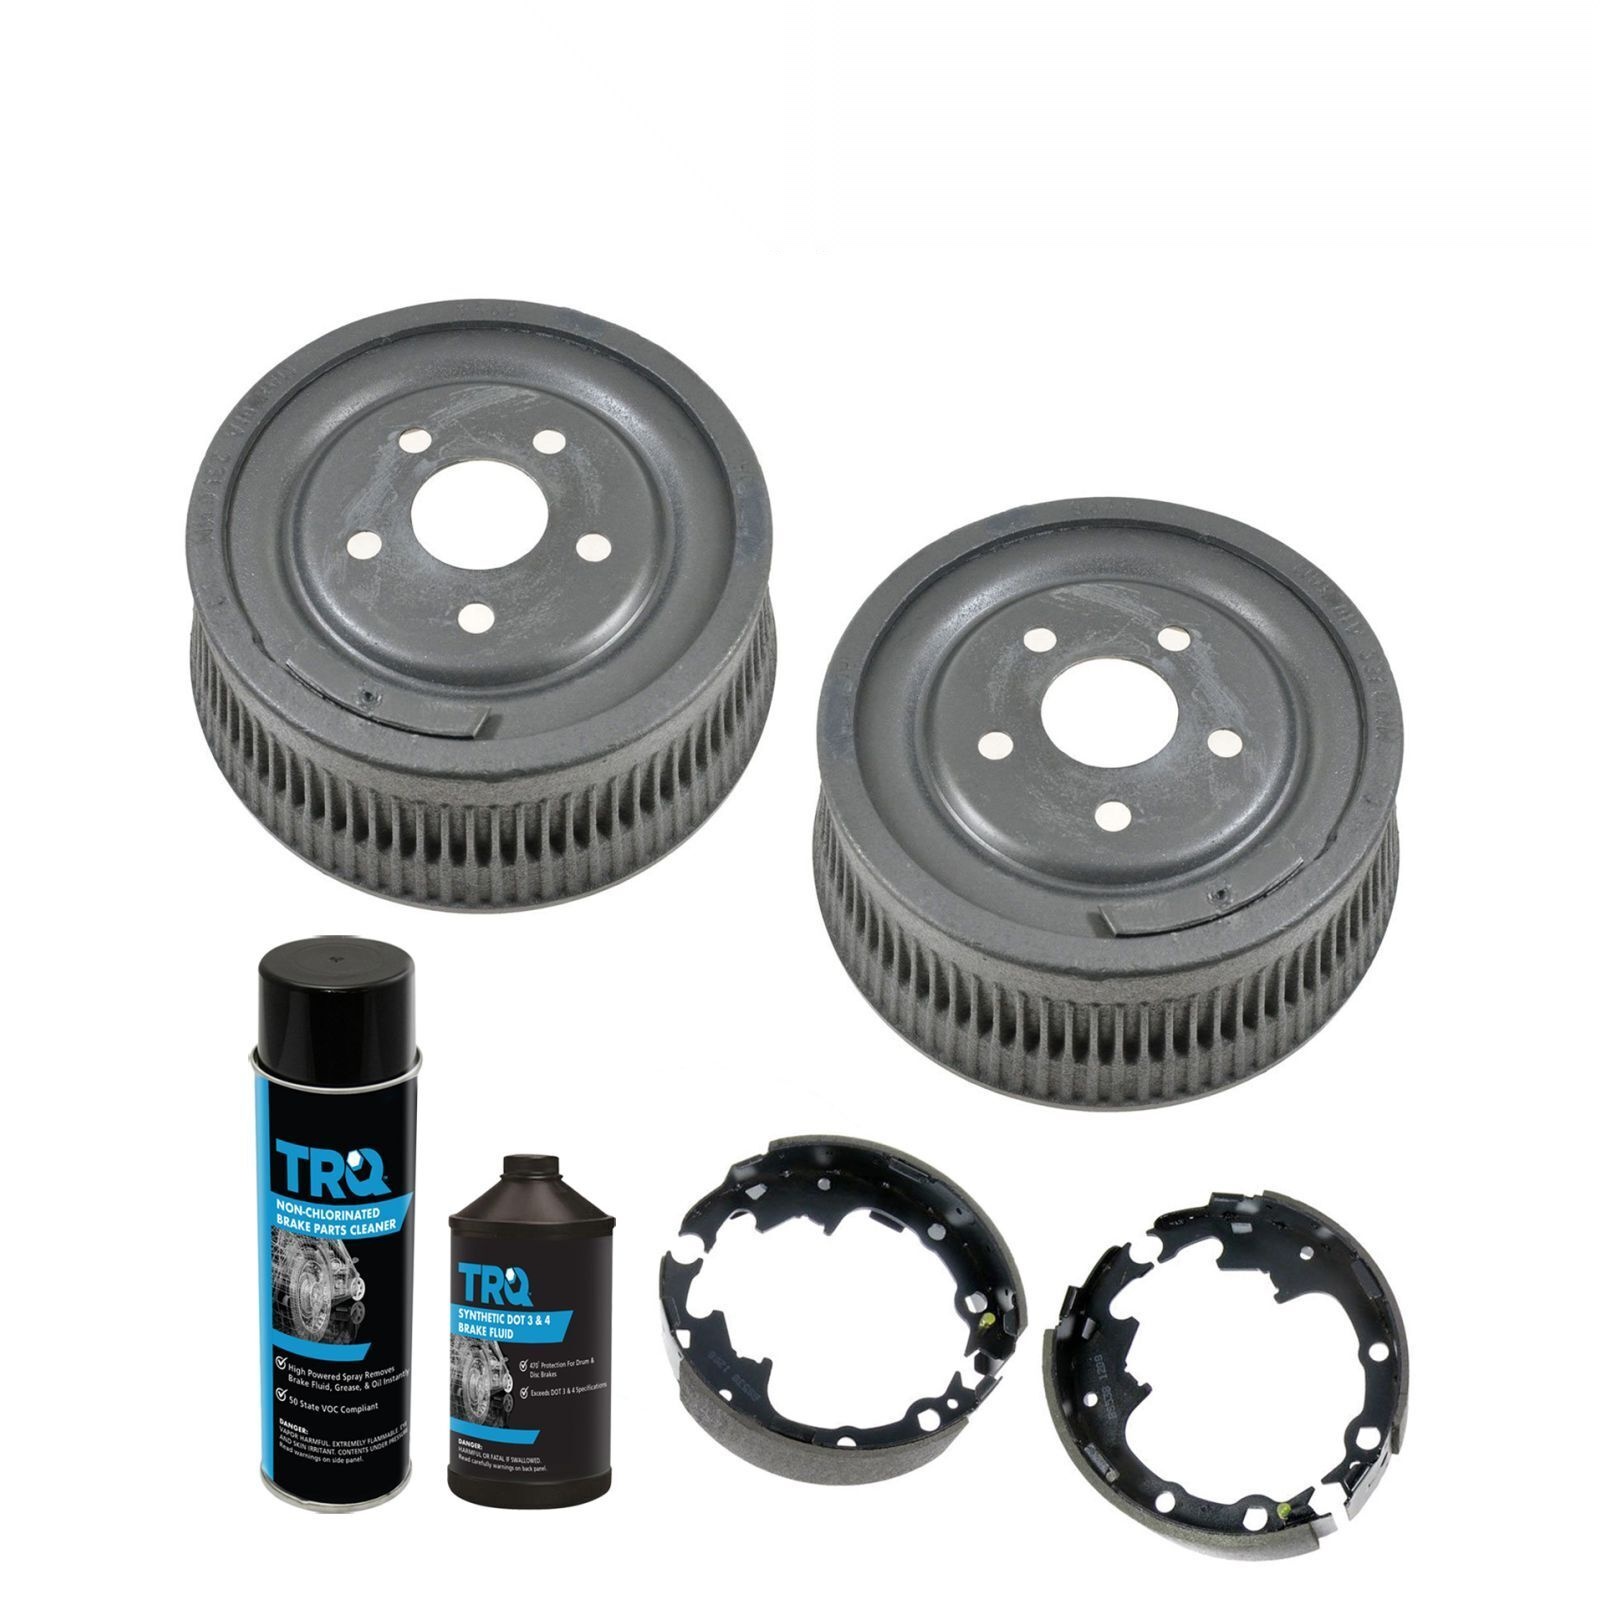 TRQ
NON-CHLORINATED
BRAKE PARTS CLEANER
High Powered Spray Removes
Brake Fluid, Grease, & Oil Instantly
50 State VOC Compliant
DANGER:
VAPOR HARMFUL. EXTREMELY FLAMMABLE. EYE
AND SKIN IRRITANT. CONTENTS UNDER PRESSURE.
Read warnings on side panel.
TRQ
SYNTHETIC DOT 3 & 4
BRAKE FLUID
470° Protection For Drum &
Disc Brakes
Exceeds DOT 3 & 4 Specifications
DANGER:
HARMFUL OR FATAL IF SWALLOWED.
Read carefully warnings on back panel.